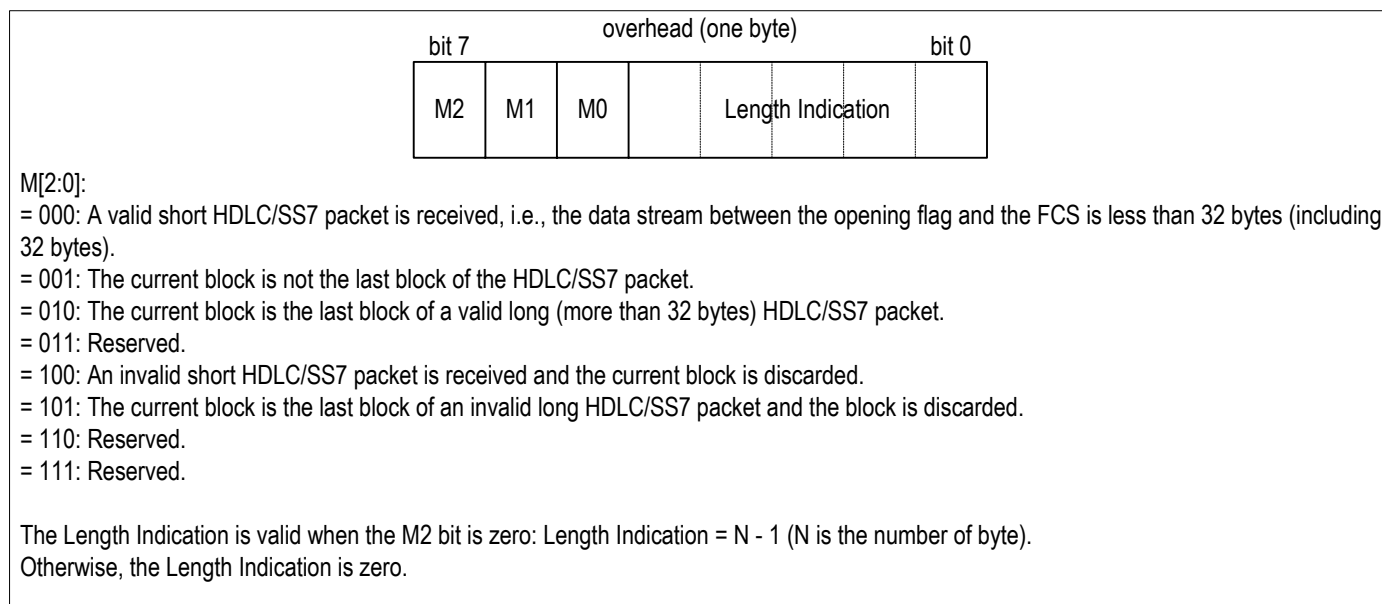 overhead (one byte)
bit 7 bit 0
M2 M1 M0 Length Indication
M[2:0]:
= 000: A valid short HDLC/SS7 packet is received, i.e., the data stream between the opening flag and the FCS is less than 32 bytes (including
32 bytes).
= 001: The current block is not the last block of the HDLC/SS7 packet.
= 010: The current block is the last block of a valid long (more than 32 bytes) HDLC/SS7 packet.
= 011: Reserved.
= 100: An invalid short HDLC/SS7 packet is received and the current block is discarded.
= 101: The current block is the last block of an invalid long HDLC/SS7 packet and the block is discarded.
= 110: Reserved.
= 111: Reserved.
The Length Indication is valid when the M2 bit is zero: Length Indication = N - 1 (N is the number of byte).
Otherwise, the Length Indication is zero.